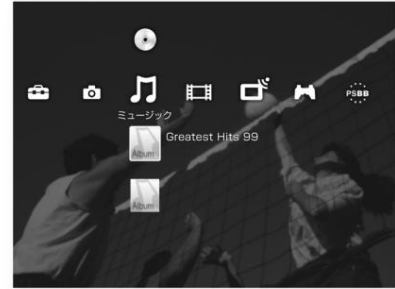 PSBB
ミュージック
Greatest Hits 99
Album
Album